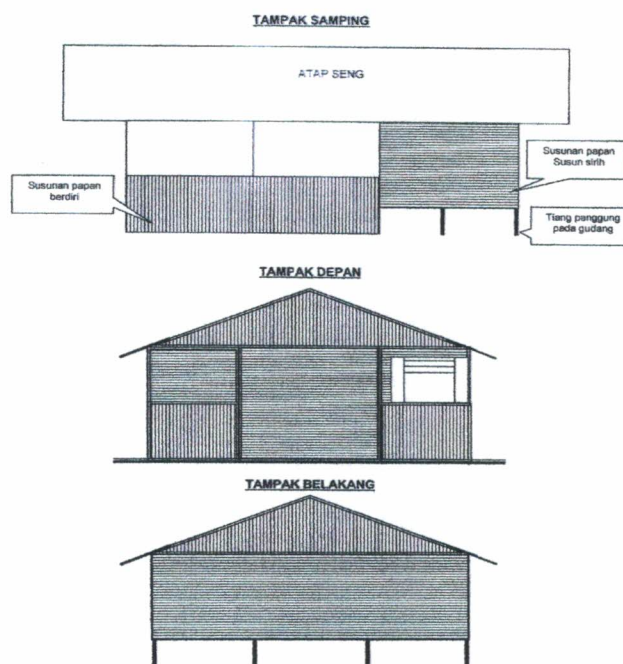 TAMPAK SAMPING
ATAP SENG
Susunan papan
Susun sirih
Susunan papan
berdiri
Tiang panggung
pada gudang
TAMPAK DEPAN
TAMPAK BELAKANG